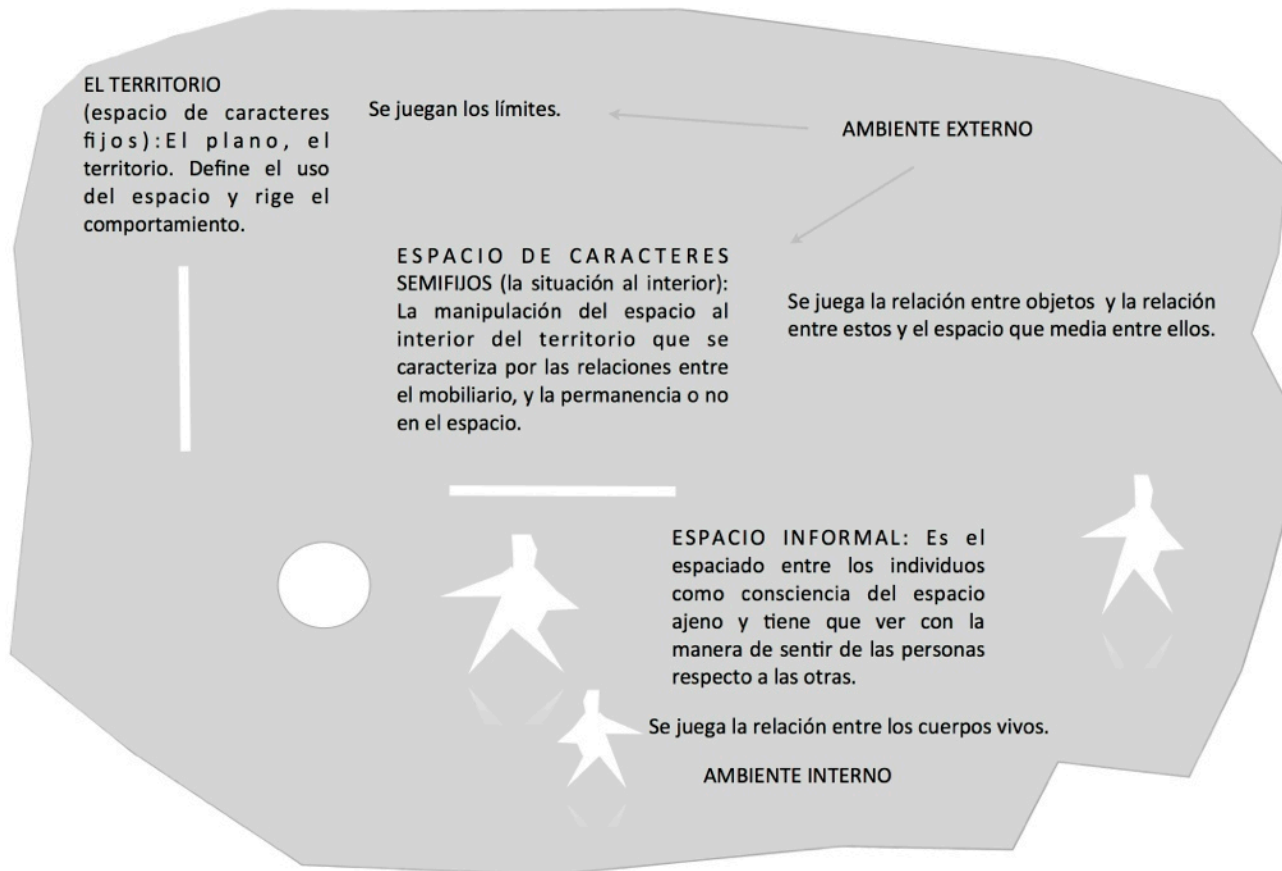 EL TERRITORIO
(espacio de caracteres
fijos):El plano, el
territorio. Define el uso
del espacio y rige el
comportamiento.
Se juegan los límites.
AMBIENTE EXTERNO
ESPACIO DE CARACTERES
SEMIFIJOS (la situación al interior):
La manipulación del espacio al
interior del territorio que se
caracteriza por las relaciones entre
el mobiliario, y la permanencia o no
en el espacio.
Se juega la relación entre objetos y la relación
entre estos y el espacio que media entre ellos.
ESPACIO INFORMAL: Es el
espaciado entre los individuos
como consciencia del espacio
ajeno y tiene que ver con la
manera de sentir de las personas
respecto a las otras.
Se juega la relación entre los cuerpos vivos.
AMBIENTE INTERNO